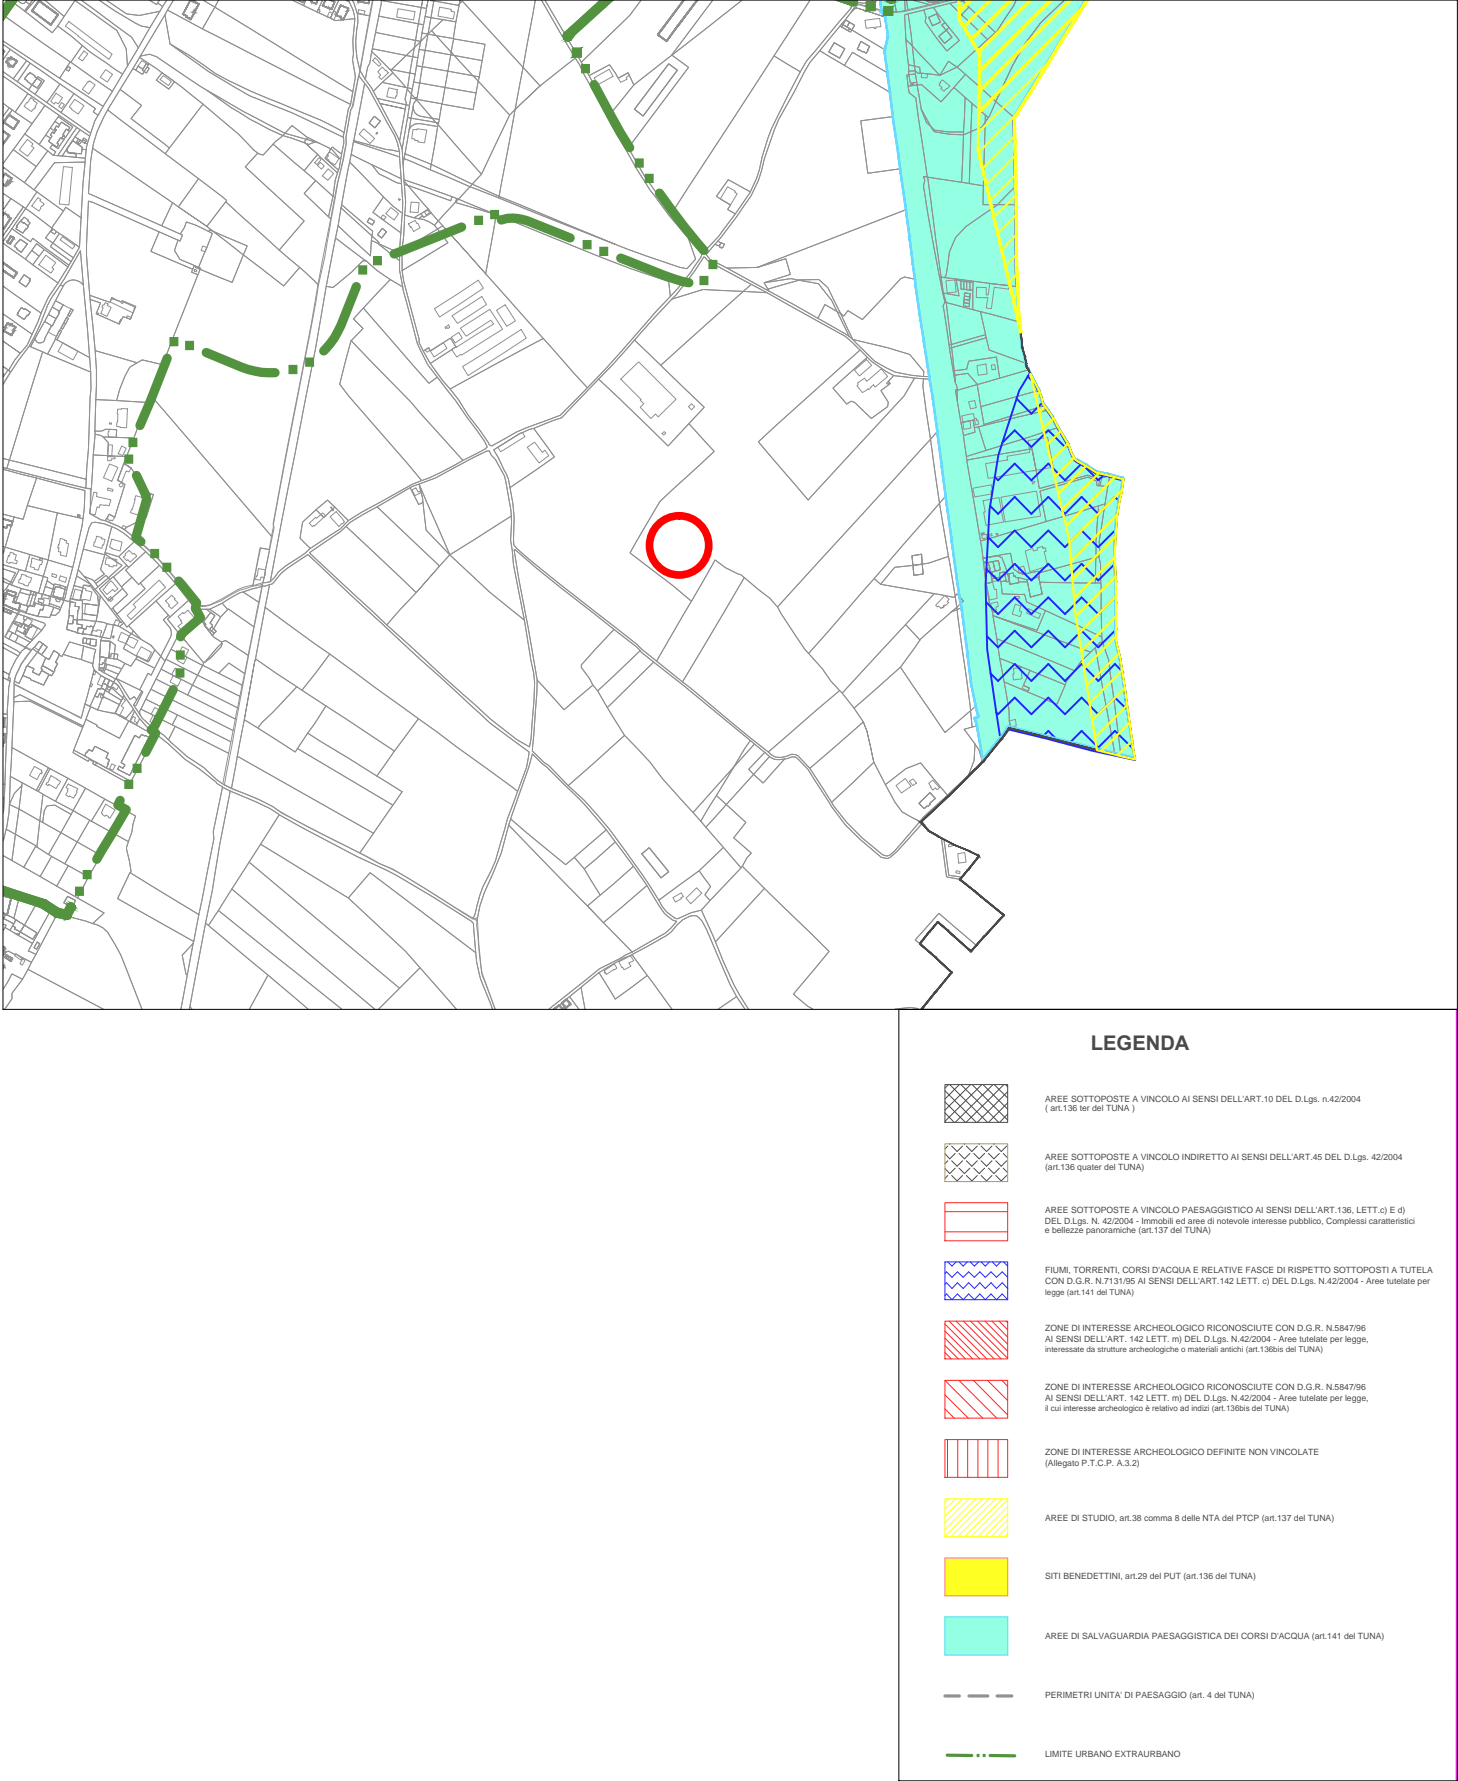 LEGENDA
AREE SOTTOPOSTE A VINCOLO AI SENSI DELL'ART.10 DEL D.Lgs. n.42/2004
( art.136 ter del TUNA )
AREE SOTTOPOSTE A VINCOLO INDIRETTO AI SENSI DELL'ART.45 DEL D.Lgs. 42/2004
(art.136 quater del TUNA)
AREE SOTTOPOSTE A VINCOLO PAESAGGISTICO AI SENSI DELL'ART.136, LETT.c) E d)
DEL D.Lgs. N. 42/2004 - Immobili ed aree di notevole interesse pubblico, Complessi caratteristici
e bellezze panoramiche (art.137 del TUNA)
FIUMI, TORRENTI, CORSI D'ACQUA E RELATIVE FASCE DI RISPETTO SOTTOPOSTI A TUTELA
CON D.G.R. N.7131/95 AI SENSI DELL'ART.142 LETT. c) DEL D.Lgs. N.42/2004 - Aree tutelate per
legge (art.141 del TUNA)
ZONE DI INTERESSE ARCHEOLOGICO RICONOSCIUTE CON D.G.R. N.5847/96
AI SENSI DELL'ART. 142 LETT. m) DEL D.Lgs. N.42/2004 - Aree tutelate per legge,
interessate da strutture archeologiche o materiali antichi (art.136bis del TUNA)
ZONE DI INTERESSE ARCHEOLOGICO RICONOSCIUTE CON D.G.R. N.5847/96
AI SENSI DELL'ART. 142 LETT. m) DEL D.Lgs. N.42/2004 - Aree tutelate per legge,
il cui interesse archeologico è relativo ad indizi (art.136bis del TUNA)
ZONE DI INTERESSE ARCHEOLOGICO DEFINITE NON VINCOLATE
(Allegato P.T.C.P. A.3.2)
AREE DI STUDIO, art.38 comma 8 delle NTA del PTCP (art.137 del TUNA)
SITI BENEDETTINI, art.29 del PUT (art.136 del TUNA)
AREE DI SALVAGUARDIA PAESAGGISTICA DEI CORSI D'ACQUA (art.141 del TUNA)
PERIMETRI UNITA' DI PAESAGGIO (art. 4 del TUNA)
LIMITE URBANO EXTRAURBANO